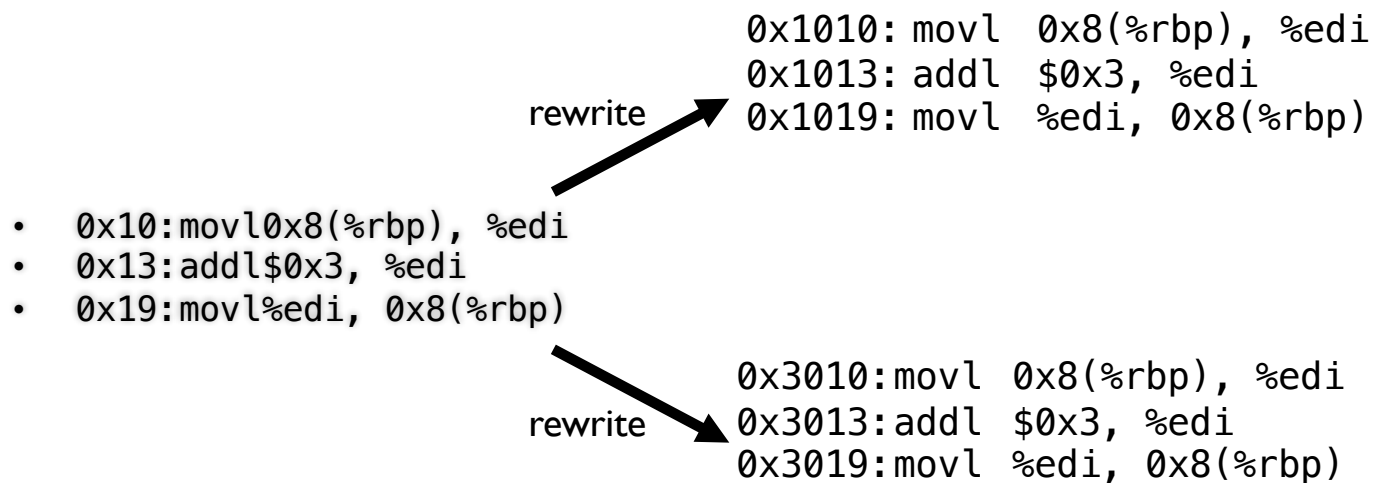 0x1010: movl 0x8(%rbp), %edi
0x1013: addl $0x3, %edi
rewrite
0x1019: movl %edi, 0x8(%rbp)
• 0x10:movl0x8(%rbp), %edi
• 0x13:addl$0x3, %edi
• 0x19:movl%edi, 0x8(%rbp)
0x3010:movl 0x8(%rbp), %edi
rewrite
0x3013:addl $0x3, %edi
0x3019:movl %edi, 0x8(%rbp)